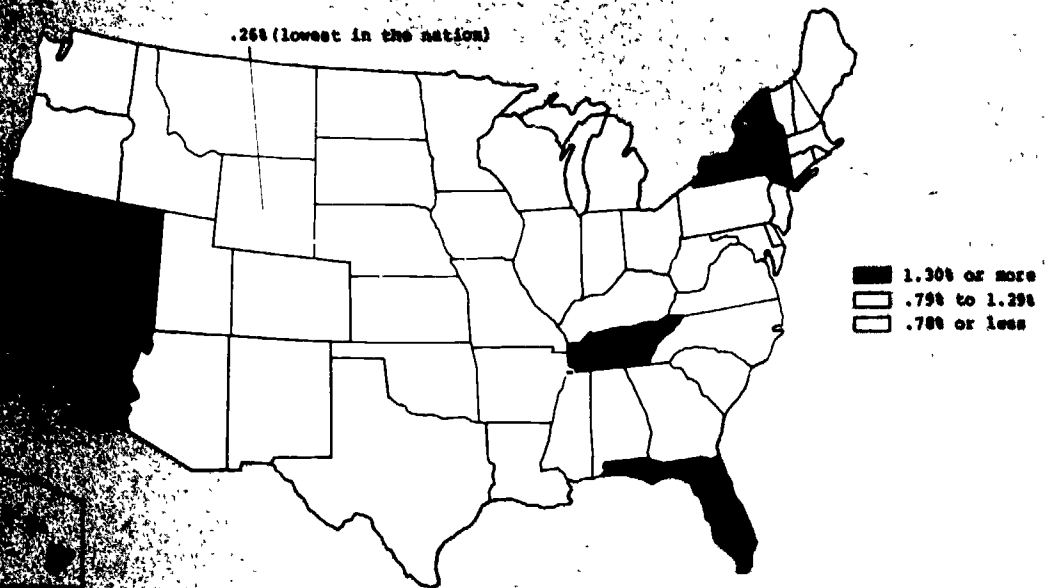 .26% (lowest in the nation)
1.30% or more
.79% to 1.29%
.78% or less